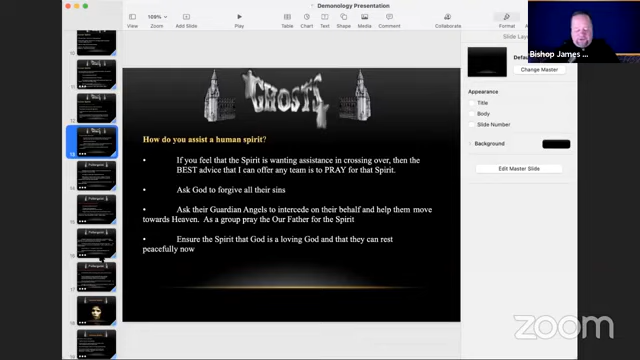 Demonology Presentation
109%
View
Zoom
Add Slide
Play
Table
Chart
Text
Shape
Media
Comment
Collaborate
Format
Bishop James
Slide Lay
Defau
Change Master
Appearance
Title
Body
Slide Number
Background
Edit Master Slide
GHOSTS
How do you assist a human spirit?
• If you feel that the Spirit is wanting assistance in crossing over, then the
BEST advice that I can offer any team is to PRAY for that Spirit.
• Ask God to forgive all their sins
• Ask their Guardian Angels to intercede on their behalf and help them move
towards Heaven. As a group pray the Our Father for the Spirit
• Ensure the Spirit that God is a loving God and that they can rest
peacefully now
zoom